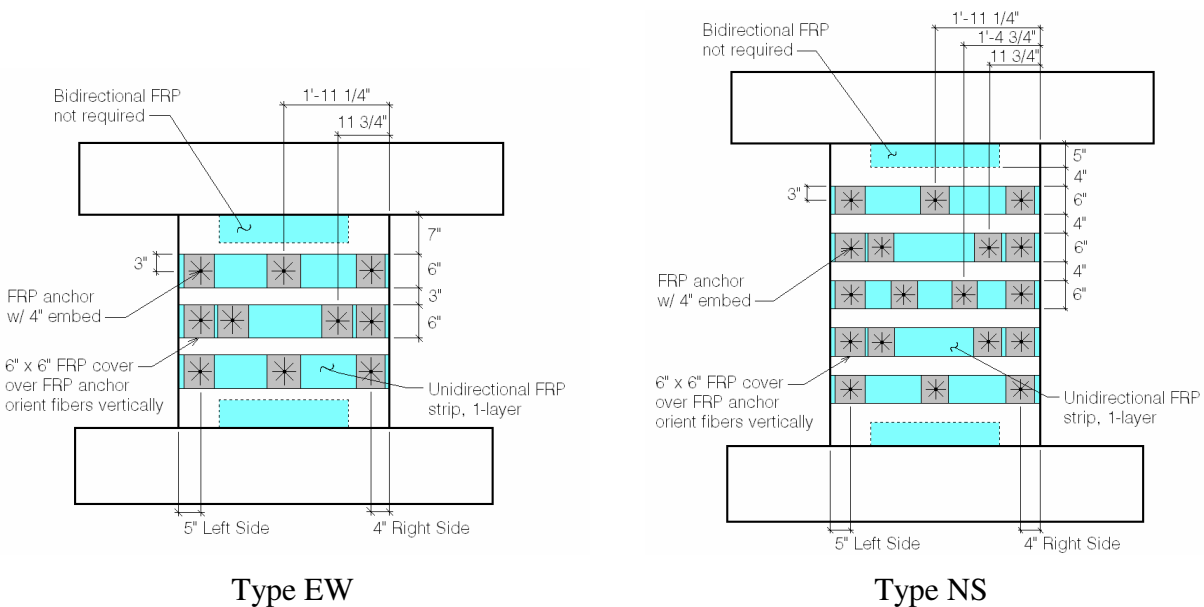 Bidirectional FRP
not required
1'-11 1/4"
11 3/4"
7"
3"
6"
3"
6"
FRP anchor
w/ 4" embed
6" x 6" FRP cover
over FRP anchor
orient fibers vertically
Unidirectional FRP
strip, 1-layer
5" Left Side
4" Right Side
Type EW
Bidirectional FRP
not required
1'-11 1/4"
1'-4 3/4"
11 3/4"
5"
4"
3"
6"
4"
6"
4"
6"
FRP anchor
w/ 4" embed
6" x 6" FRP cover
over FRP anchor
orient fibers vertically
Unidirectional FRP
strip, 1-layer
5" Left Side
4" Right Side
Type NS